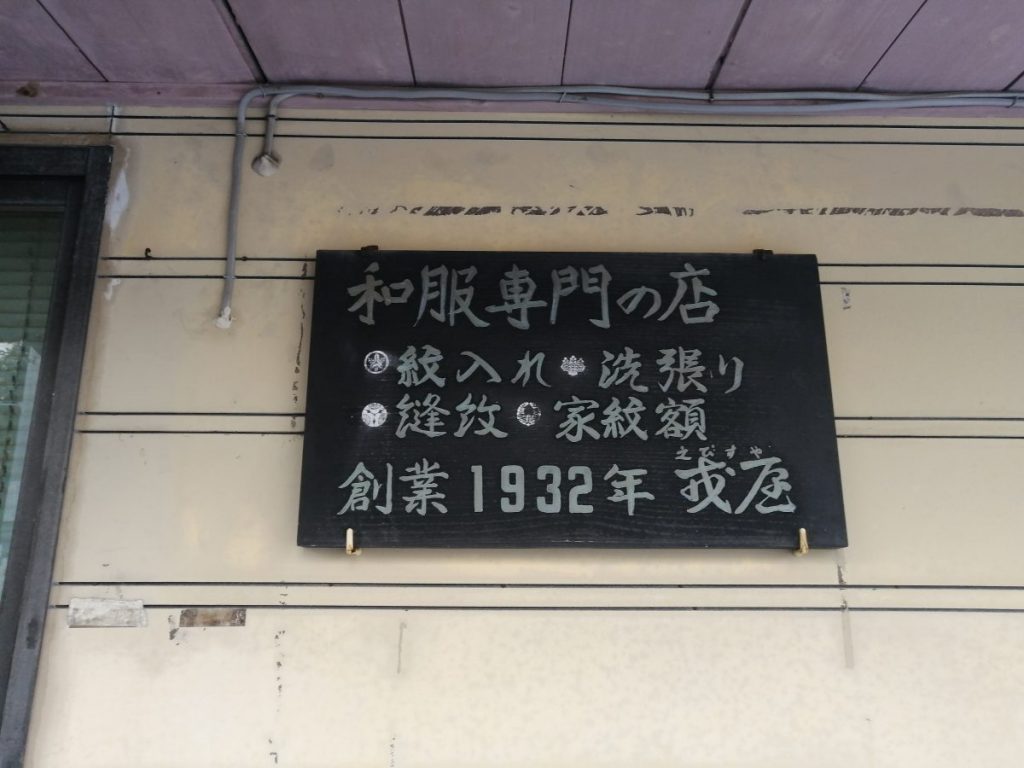 和服専門の店
紋入れ 洗張り
縫紋 家紋額
えびすや
創業1932年 戎屋